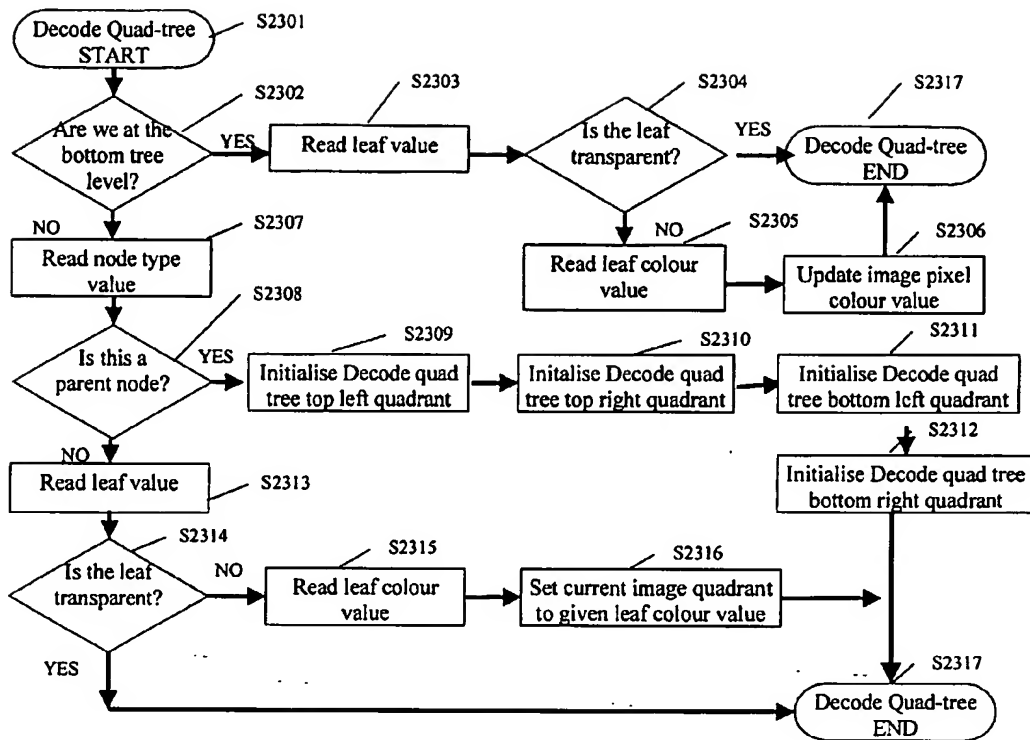 Decode Quad-tree
START
S2301
S2302
Are we at the
bottom tree
level?
YES
S2303
Read leaf value
S2304
Is the leaf
transparent?
YES
S2317
Decode Quad-tree
END
NO
S2307
Read node type
value
NO
S2305
Read leaf colour
value
S2306
Update image pixel
colour value
S2308
Is this a
parent node?
YES
S2309
Initialise Decode quad
tree top left quadrant
S2310
Initalise Decode quad
tree top right quadrant
S2311
Initialise Decode quad
tree bottom left quadrant
S2312
Initialise Decode quad tree
bottom right quadrant
NO
Read leaf value
S2313
S2314
Is the leaf
transparent?
NO
S2315
Read leaf colour
value
S2316
Set current image quadrant
to given leaf colour value
YES
S2317
Decode Quad-tree
END